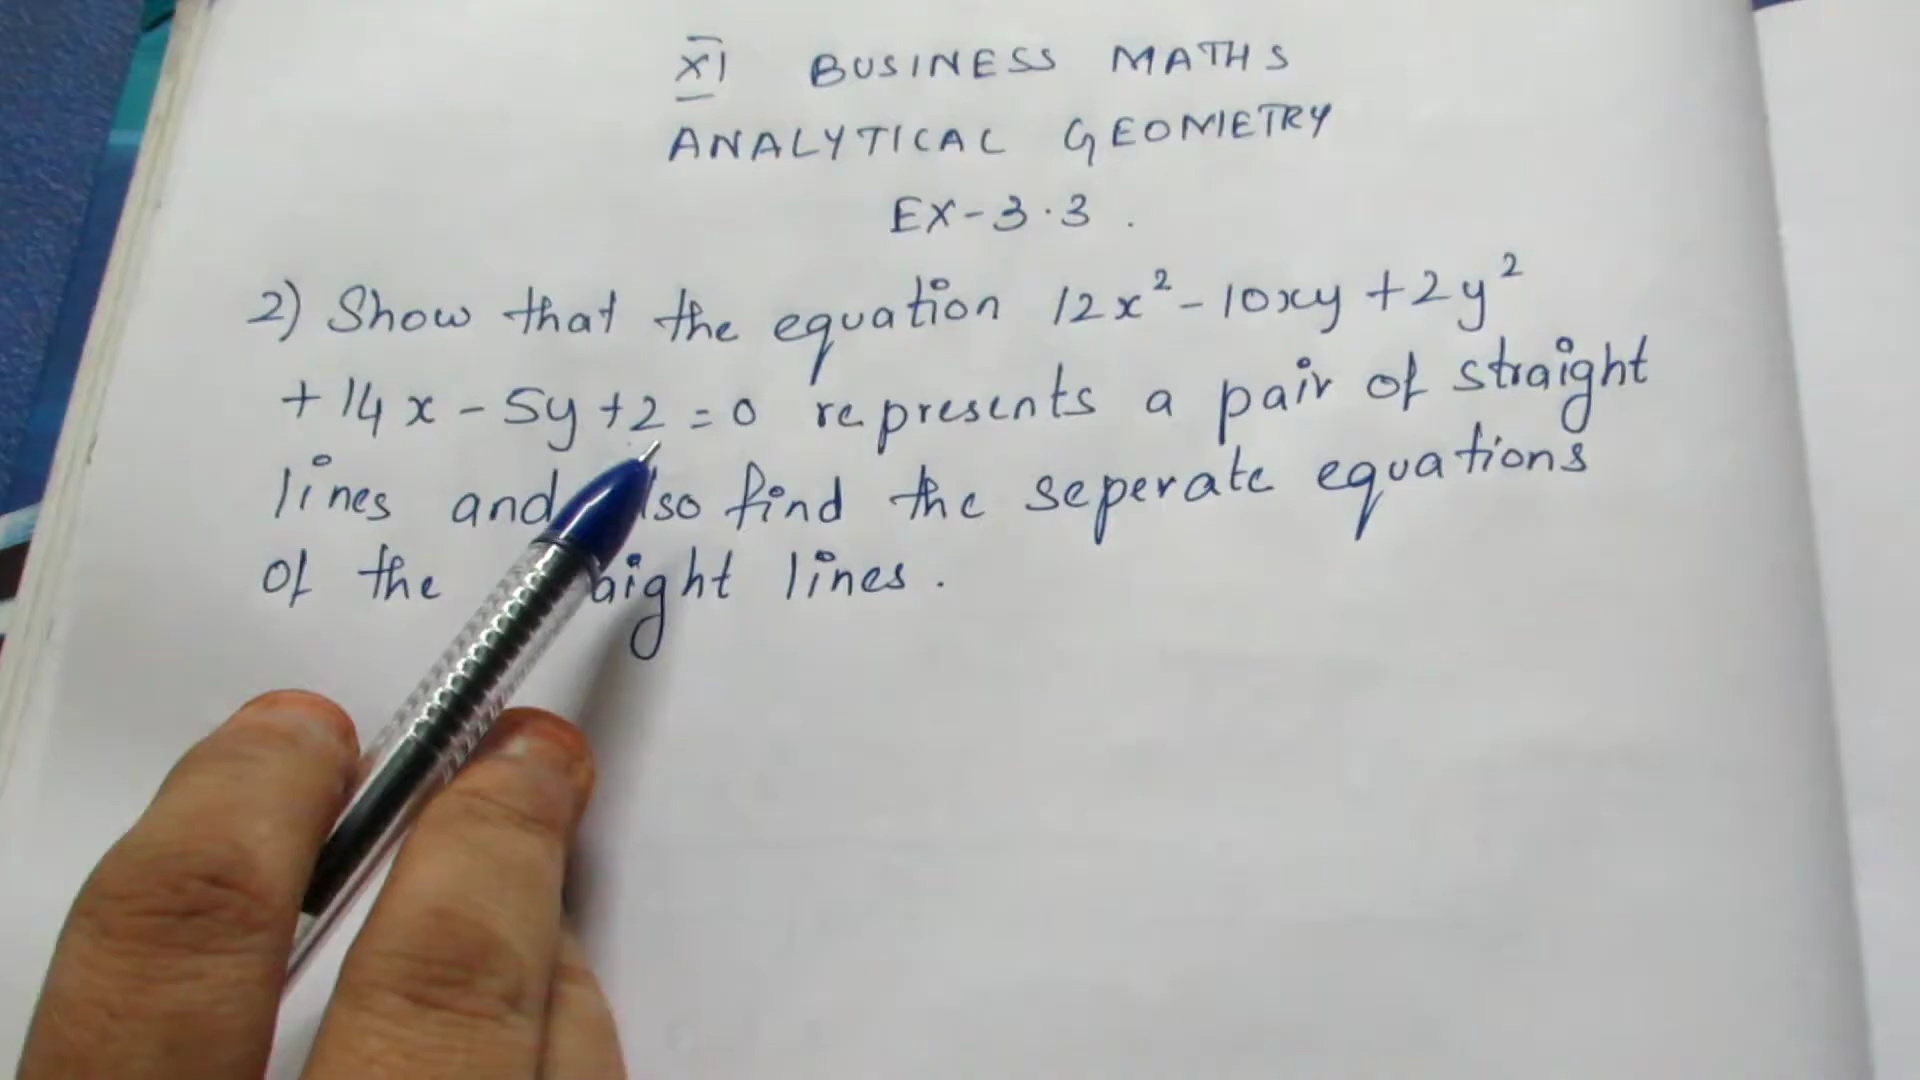 XI BUSINESS MATHS
ANALYTICAL GEOMETRY
EX-3.3.
2) Show that the equation 12x² - 10xy + 2y²
+ 14x - 5y + 2 = 0 represents a pair of straight
lines and lso find the seperate equations
of the aight lines.